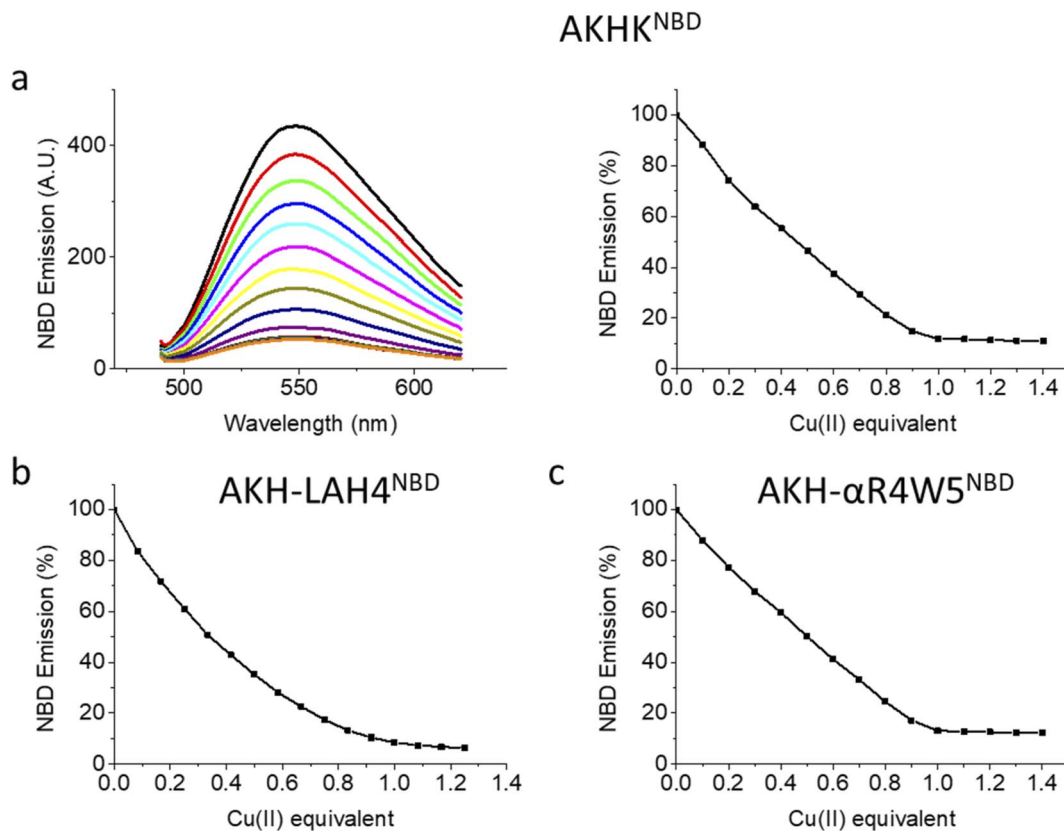 AKHK^NBD
a
NBD Emission (A.U.)
400
200
0
500 550 600
Wavelength (nm)
NBD Emission (%)
100
80
60
40
20
0
0.0 0.2 0.4 0.6 0.8 1.0 1.2 1.4
Cu(II) equivalent
b
AKH-LAH4^NBD
NBD Emission (%)
100
80
60
40
20
0
0.0 0.2 0.4 0.6 0.8 1.0 1.2 1.4
Cu(II) equivalent
c
AKH-αR4W5^NBD
NBD Emission (%)
100
80
60
40
20
0
0.0 0.2 0.4 0.6 0.8 1.0 1.2 1.4
Cu(II) equivalent